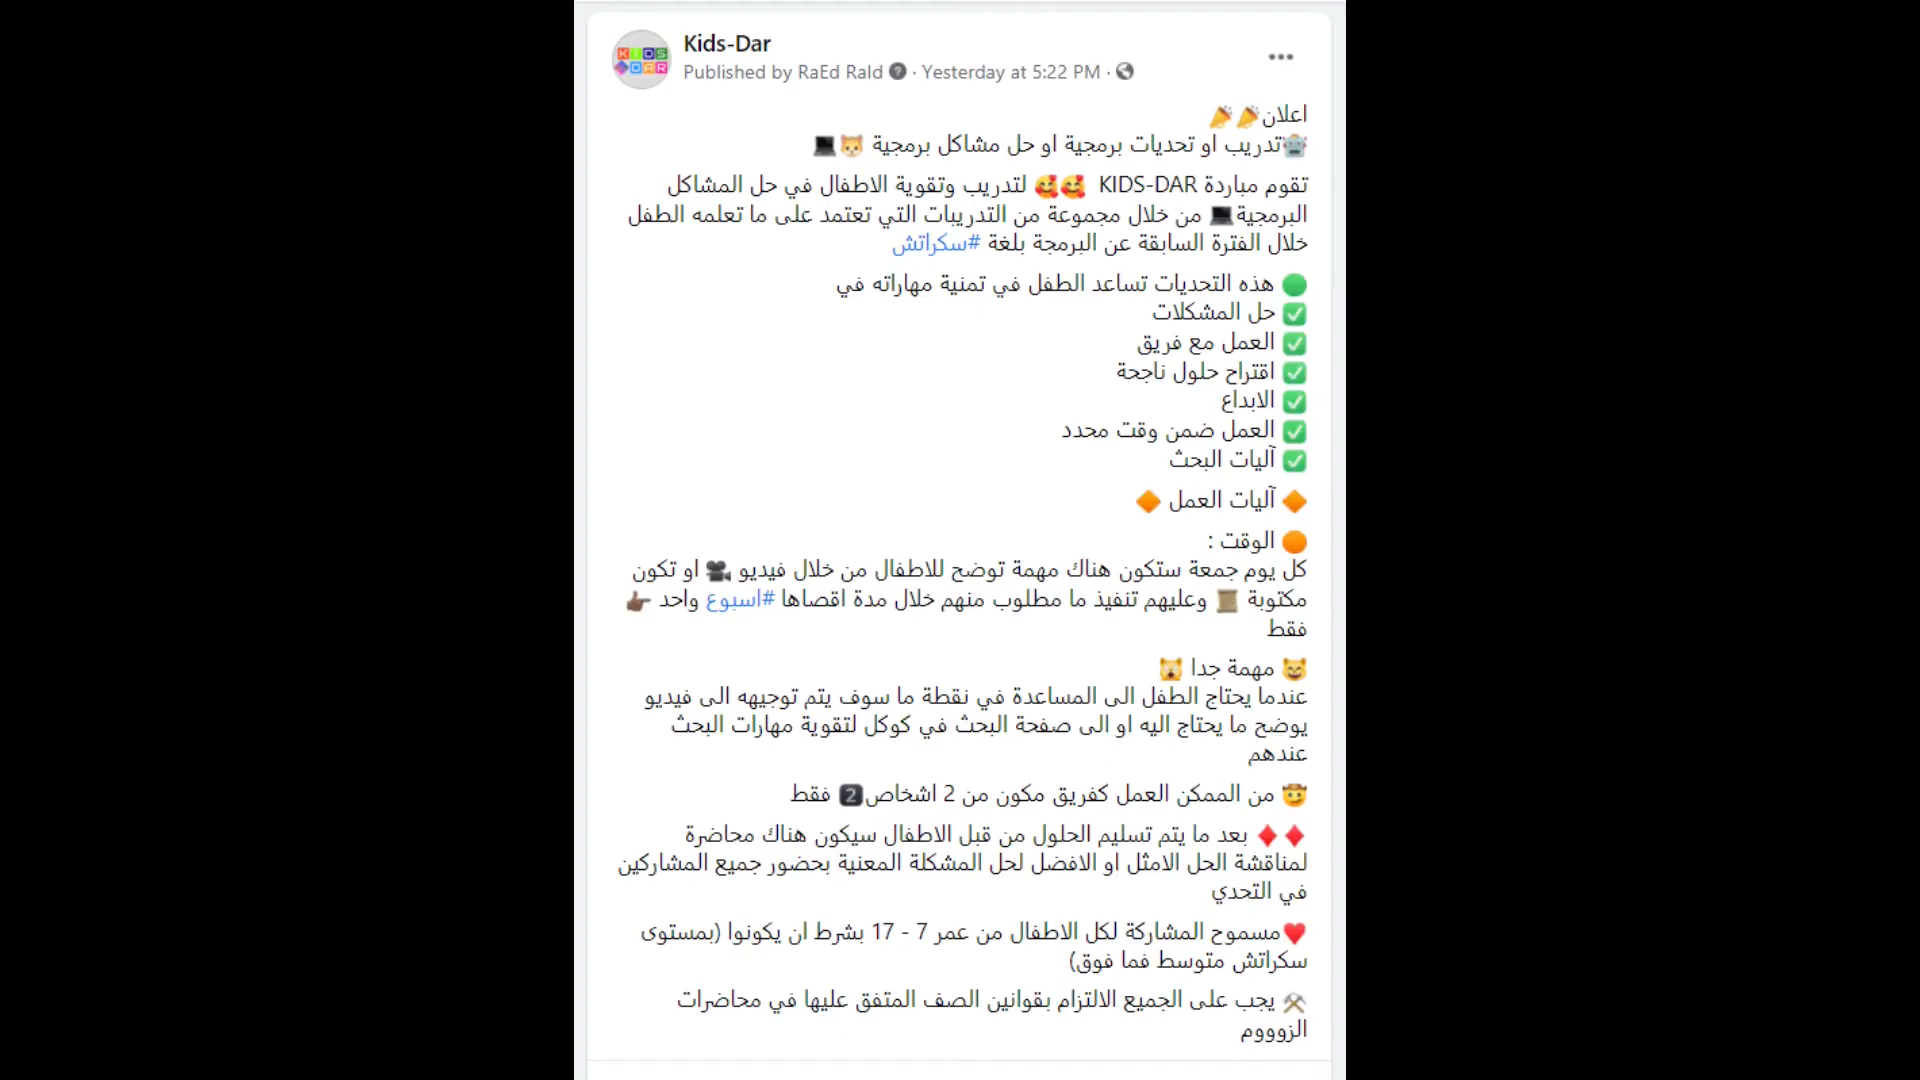 Kids-Dar
Published by RaEd Rald · Yesterday at 5:22 PM ·
KIDS
DAR
اعلان🎉🎉
🤖تدريب او تحديات برمجية او حل مشاكل برمجية 🐱💻
تقوم مباردة KIDS-DAR 🥰🥰 لتدريب وتقوية الاطفال في حل المشاكل
البرمجية💻 من خلال مجموعة من التدريبات التي تعتمد على ما تعلمه الطفل
خلال الفترة السابقة عن البرمجة بلغة #سكراتش
🟢 هذه التحديات تساعد الطفل في تمنية مهاراته في
✅ حل المشكلات
✅ العمل مع فريق
✅ اقتراح حلول ناجحة
✅ الابداع
✅ العمل ضمن وقت محدد
✅ آليات البحث
🔶 آليات العمل 🔶
🟠 الوقت :
كل يوم جمعة ستكون هناك مهمة توضح للاطفال من خلال فيديو 🎥 او تكون
مكتوبة 📜 وعليهم تنفيذ ما مطلوب منهم خلال مدة اقصاها #اسبوع واحد 👉🏾
فقط
😸 مهمة جدا 🙀
عندما يحتاج الطفل الى المساعدة في نقطة ما سوف يتم توجيهه الى فيديو
يوضح ما يحتاج اليه او الى صفحة البحث في كوكل لتقوية مهارات البحث
عندهم
🤠 من الممكن العمل كفريق مكون من 2 اشخاص2️⃣ فقط
♦️♦️ بعد ما يتم تسليم الحلول من قبل الاطفال سيكون هناك محاضرة
لمناقشة الحل الامثل او الافضل لحل المشكلة المعنية بحضور جميع المشاركين
في التحدي
♥️مسموح المشاركة لكل الاطفال من عمر 7 - 17 بشرط ان يكونوا (بمستوى
سكراتش متوسط فما فوق)
⚒️ يجب على الجميع الالتزام بقوانين الصف المتفق عليها في محاضرات
الزوووم